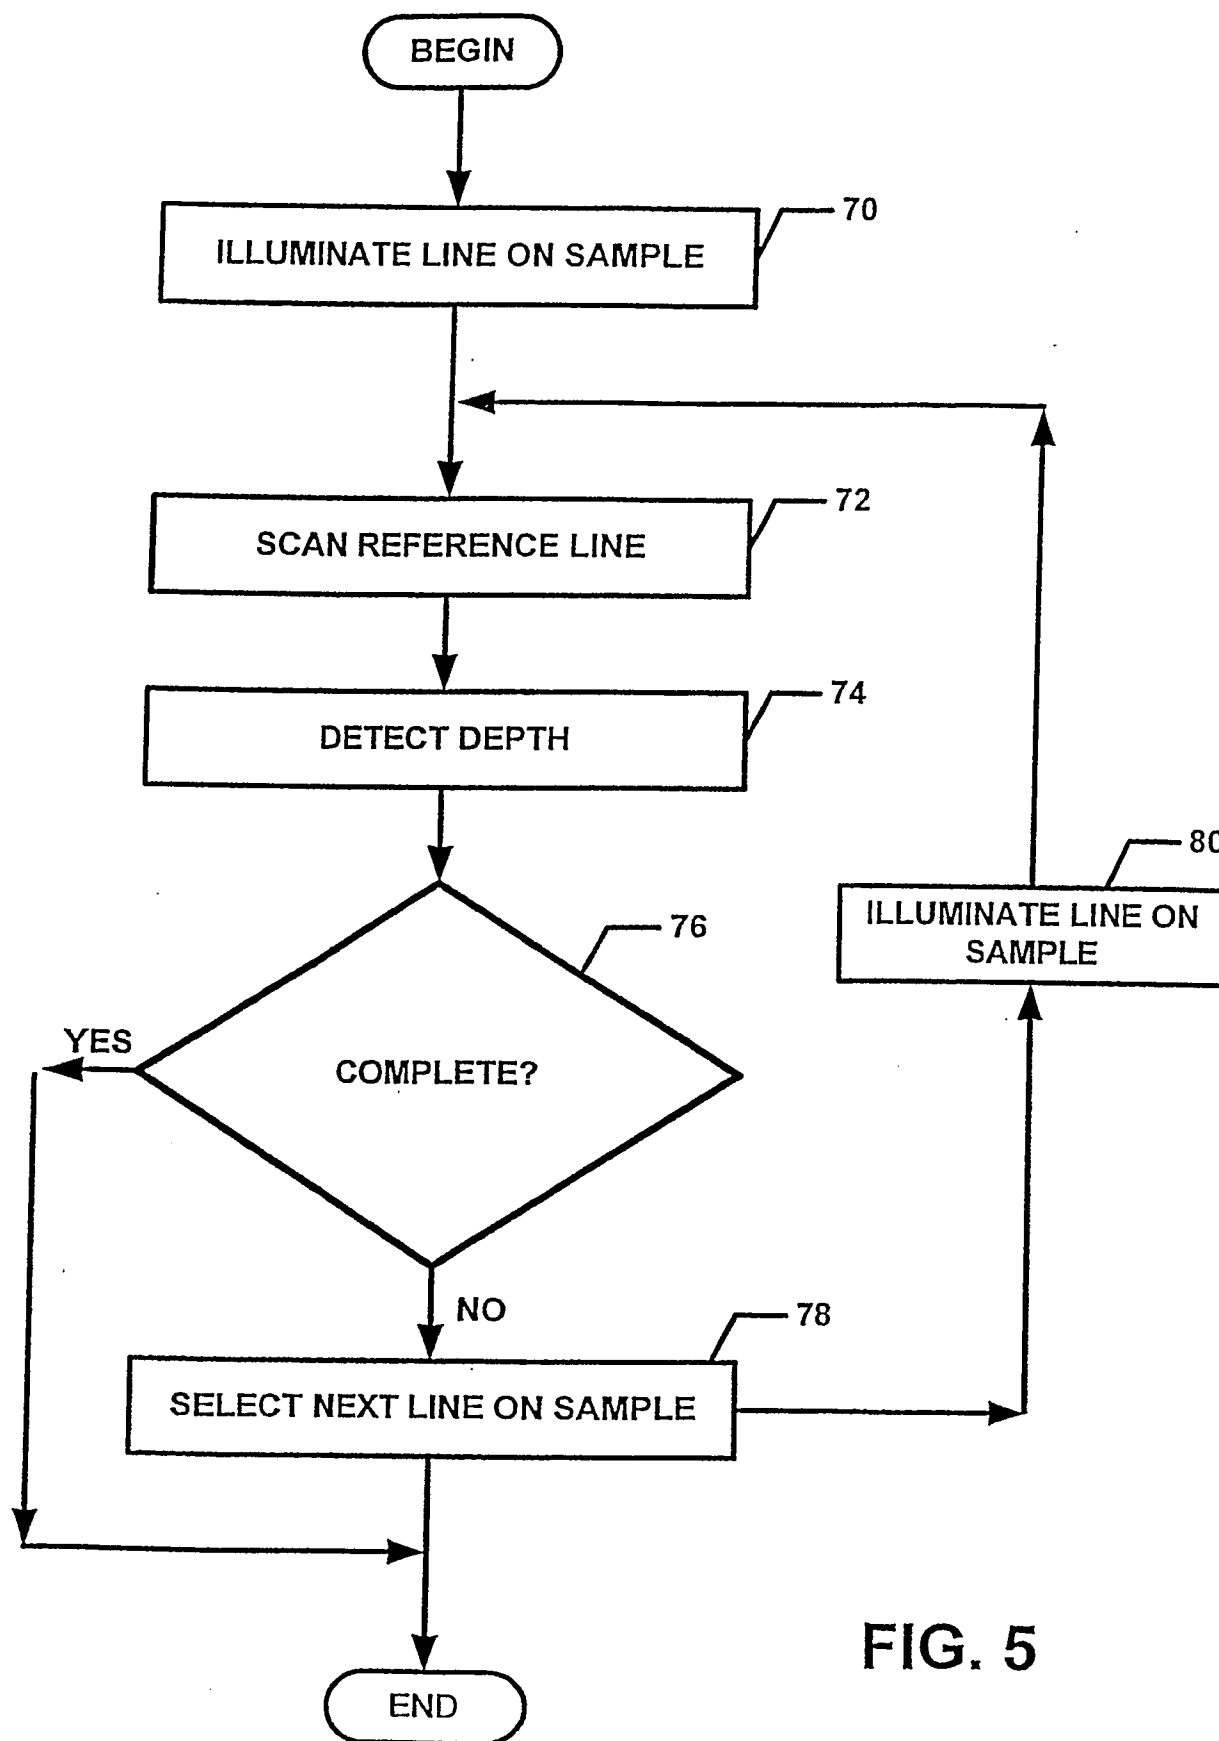 BEGIN
70
ILLUMINATE LINE ON SAMPLE
72
SCAN REFERENCE LINE
74
DETECT DEPTH
80
ILLUMINATE LINE ON
SAMPLE
76
YES
COMPLETE?
NO
78
SELECT NEXT LINE ON SAMPLE
FIG. 5
END